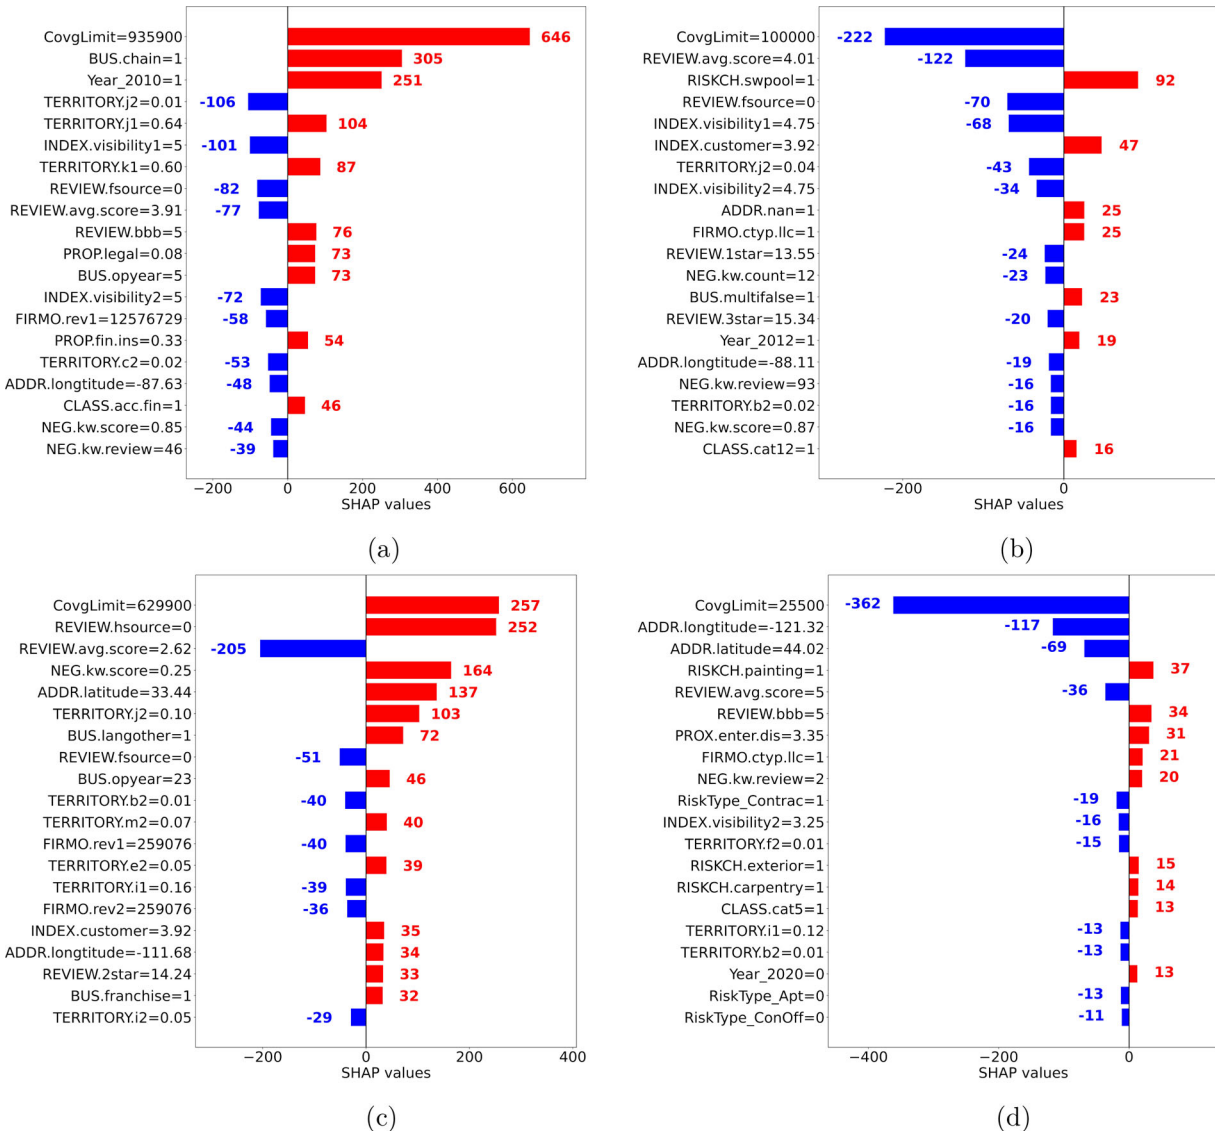 CovgLimit=935900 646
BUS.chain=1 305
Year_2010=1 251
TERRITORY.j2=0.01 -106
TERRITORY.j1=0.64 104
INDEX.visibility1=5 -101
TERRITORY.k1=0.60 87
REVIEW.fsource=0 -82
REVIEW.avg.score=3.91 -77
REVIEW.bbb=5 76
PROP.legal=0.08 73
BUS.opyear=5 73
INDEX.visibility2=5 -72
FIRMO.rev1=12576729 -58
PROP.fin.ins=0.33 54
TERRITORY.c2=0.02 -53
ADDR.longtitude=-87.63 -48
CLASS.acc.fin=1 46
NEG.kw.score=0.85 -44
NEG.kw.review=46 -39
−200 0 200 400 600
SHAP values
(a)
CovgLimit=100000 -222
REVIEW.avg.score=4.01 -122
RISKCH.swpool=1 92
REVIEW.fsource=0 -70
INDEX.visibility1=4.75 -68
INDEX.customer=3.92 47
TERRITORY.j2=0.04 -43
INDEX.visibility2=4.75 -34
ADDR.nan=1 25
FIRMO.ctyp.llc=1 25
REVIEW.1star=13.55 -24
NEG.kw.count=12 -23
BUS.multifalse=1 23
REVIEW.3star=15.34 -20
Year_2012=1 19
ADDR.longtitude=-88.11 -19
NEG.kw.review=93 -16
TERRITORY.b2=0.02 -16
NEG.kw.score=0.87 -16
CLASS.cat12=1 16
−200 0
SHAP values
(b)
CovgLimit=629900 257
REVIEW.hsource=0 252
REVIEW.avg.score=2.62 -205
NEG.kw.score=0.25 164
ADDR.latitude=33.44 137
TERRITORY.j2=0.10 103
BUS.langother=1 72
REVIEW.fsource=0 -51
BUS.opyear=23 46
TERRITORY.b2=0.01 -40
TERRITORY.m2=0.07 40
FIRMO.rev1=259076 -40
TERRITORY.e2=0.05 39
TERRITORY.i1=0.16 -39
FIRMO.rev2=259076 -36
INDEX.customer=3.92 35
ADDR.longtitude=-111.68 34
REVIEW.2star=14.24 33
BUS.franchise=1 32
TERRITORY.i2=0.05 -29
−200 0 200 400
SHAP values
(c)
CovgLimit=25500 -362
ADDR.longtitude=-121.32 -117
ADDR.latitude=44.02 -69
RISKCH.painting=1 37
REVIEW.avg.score=5 -36
REVIEW.bbb=5 34
PROX.enter.dis=3.35 31
FIRMO.ctyp.llc=1 21
NEG.kw.review=2 20
RiskType_Contrac=1 -19
INDEX.visibility2=3.25 -16
TERRITORY.f2=0.01 -15
RISKCH.exterior=1 15
RISKCH.carpentry=1 14
CLASS.cat5=1 13
TERRITORY.i1=0.12 -13
TERRITORY.b2=0.01 -13
Year_2020=0 13
RiskType_Apt=0 -13
RiskType_ConOff=0 -11
−400 −200 0
SHAP values
(d)